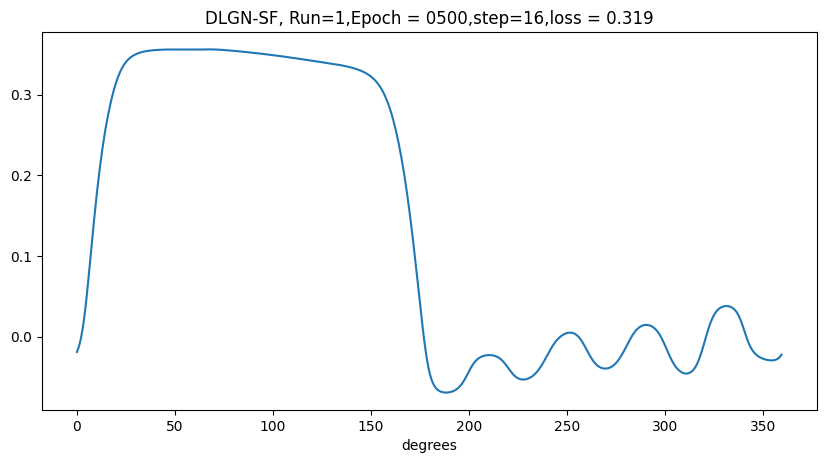 DLGN-SF, Run=1,Epoch = 0500,step=16,loss = 0.319
0.3
0.2
0.1
0.0
0 50 100 150 200 250 300 350
degrees